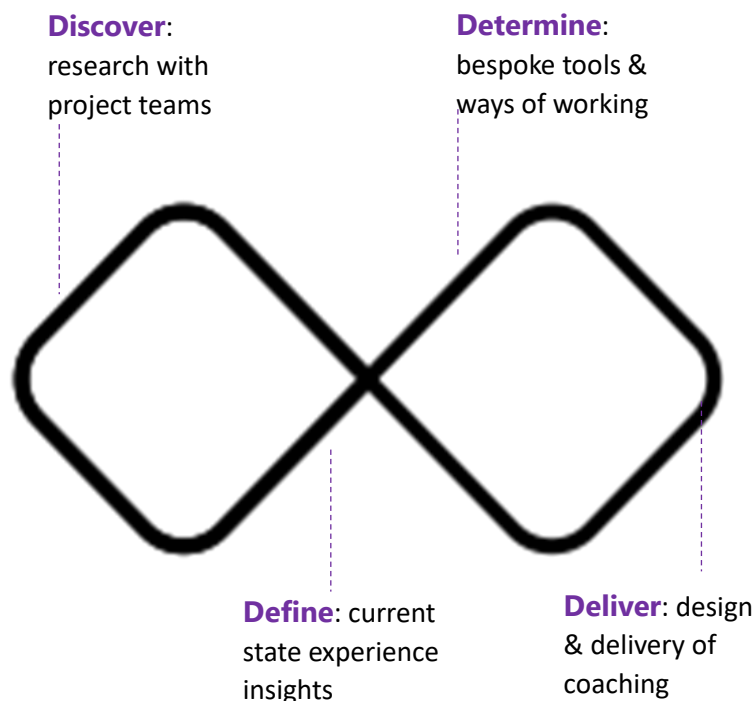 Discover:
research with
project teams
Determine:
bespoke tools &
ways of working
Define: current
state experience
insights
Deliver: design
& delivery of
coaching